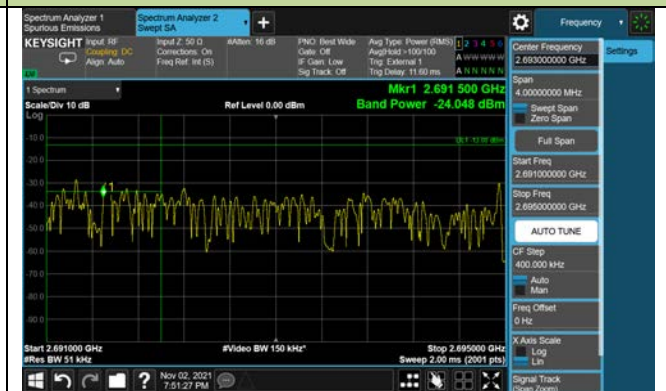 Spectrum Analyzer 1
Spurious Emissions
Spectrum Analyzer 2
Swept SA
Frequency
KEYSIGHT
Input: RF
Coupling: DC
Align: Auto
Input Z: 50 Ω
Corrections: On
Freq Ref: Int (S)
#Atten: 16 dB
PNO: Best Wide
Gate: Off
IF Gain: Low
Sig Track: Off
Avg Type: Power (RMS)
Avg|Hold:>100/100
Trig: External 1
Trig Delay: 11.60 ms
1 2 3 4 5 6
A W W W W W
A N N N N N
1 Spectrum
Scale/Div 10 dB
Log
Ref Level 0.00 dBm
Mkr1 2.691 500 GHz
Band Power -24.048 dBm
-10.0
-20.0
-30.0
-40.0
-50.0
-60.0
-70.0
-80.0
-90.0
1
Start 2.691000 GHz
#Res BW 51 kHz
#Video BW 150 kHz*
Stop 2.695000 GHz
Sweep 2.00 ms (2001 pts)
Nov 02, 2021
7:51:27 PM
Center Frequency
2.693000000 GHz
Settings
Span
4.00000000 MHz
Swept Span
Zero Span
Full Span
Start Freq
2.691000000 GHz
Stop Freq
2.695000000 GHz
AUTO TUNE
CF Step
400.000 kHz
Auto
Man
Freq Offset
0 Hz
X Axis Scale
Log
Lin
Signal Track
(Span Zoom)